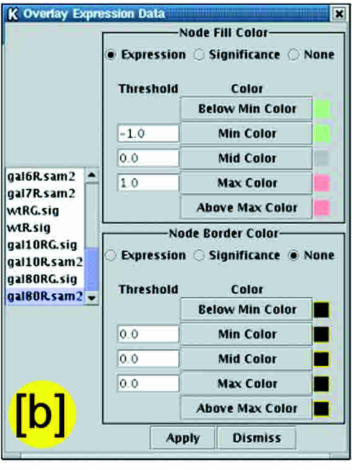 K Overlay Expression Data
Node Fill Color
Expression Significance None
Threshold Color
Below Min Color
-1.0 Min Color
0.0 Mid Color
1.0 Max Color
Above Max Color
gal6R.sam2
gal7R.sam2
wtRG.sig
wtR.sig
gal10RG.sig
gal10R.sam2
gal80RG.sig
gal80R.sam2
Node Border Color
Expression Significance None
Threshold Color
Below Min Color
0.0 Min Color
0.0 Mid Color
0.0 Max Color
Above Max Color
[b]
Apply Dismiss